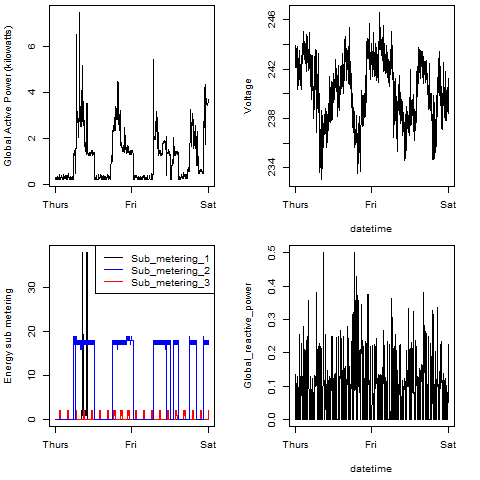 Global Active Power (kilowatts)
0 2 4 6
Thurs Fri Sat
Voltage
234 238 242 246
Thurs Fri Sat
datetime
Energy sub metering
0 10 20 30
Sub_metering_1
Sub_metering_2
Sub_metering_3
Thurs Fri Sat
Global_reactive_power
0.0 0.1 0.2 0.3 0.4 0.5
Thurs Fri Sat
datetime